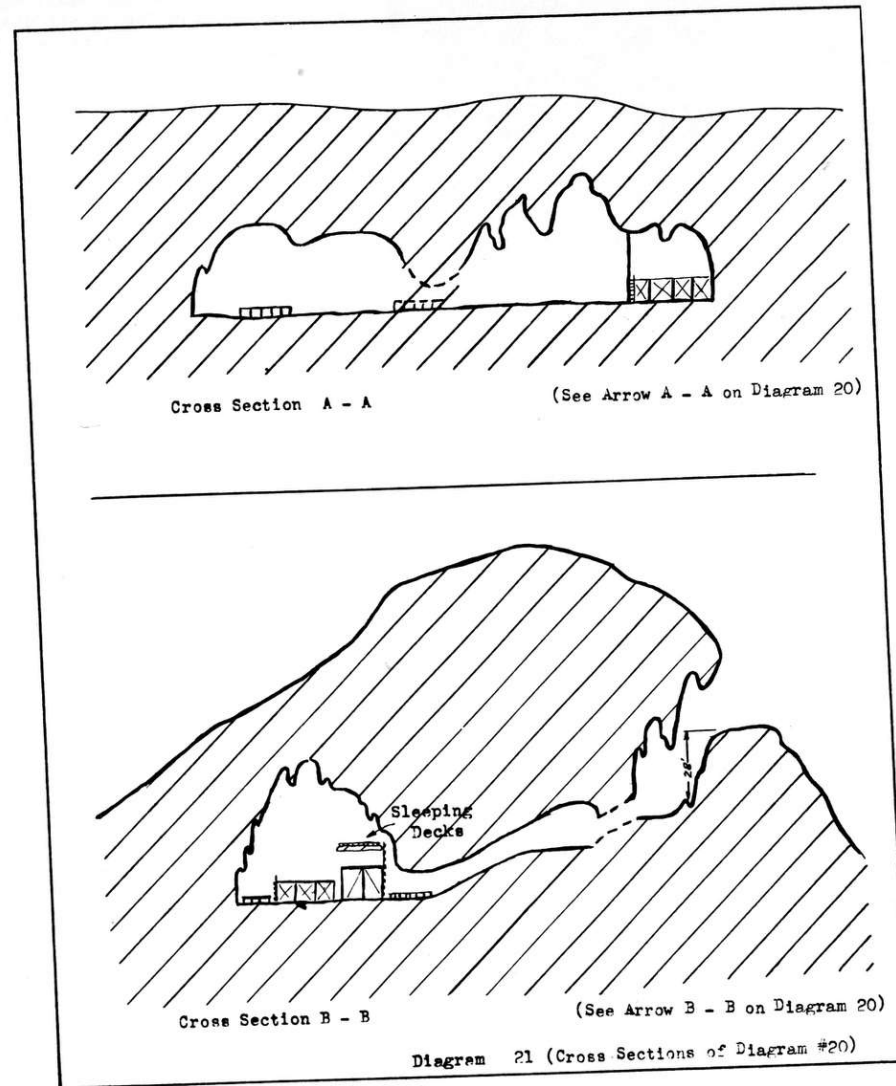 Cross Section A - A (See Arrow A - A on Diagram 20)
Sleeping
Decks
28'
Cross Section B - B (See Arrow B - B on Diagram 20)
Diagram 21 (Cross Sections of Diagram #20)